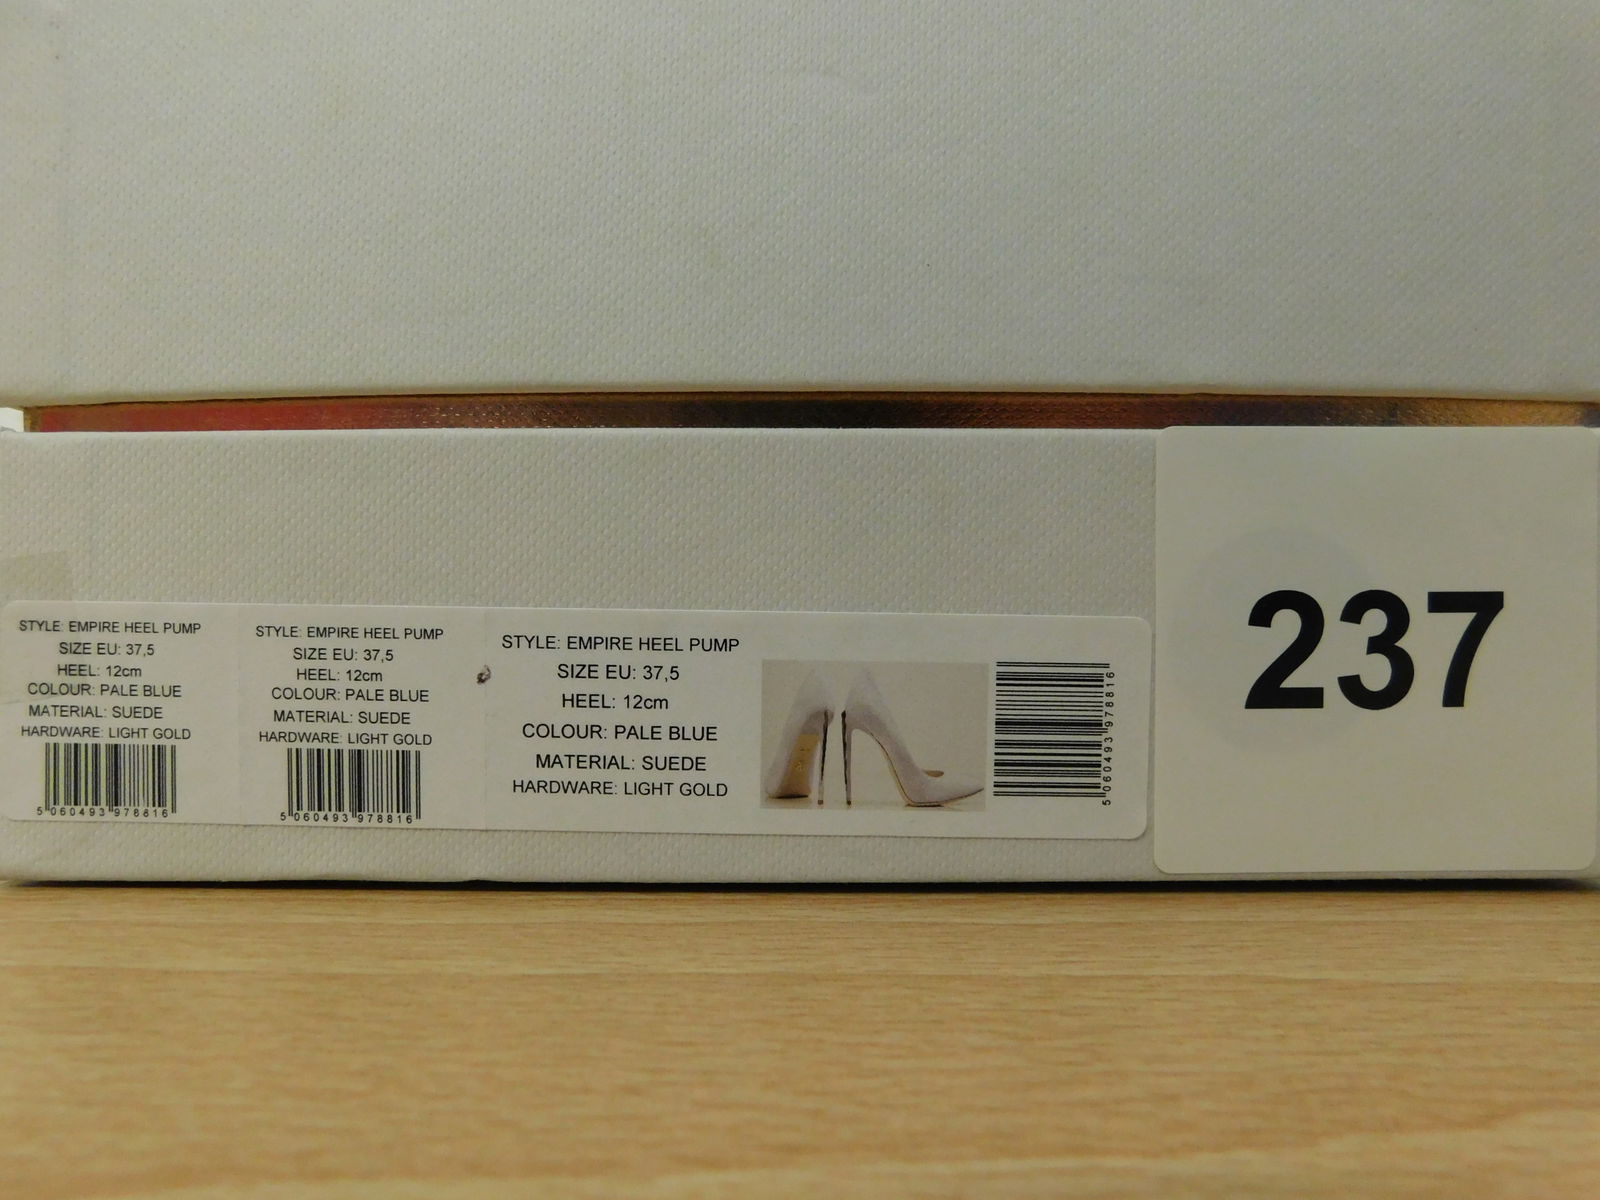 STYLE: EMPIRE HEEL PUMP
SIZE EU: 37,5
HEEL: 12cm
COLOUR: PALE BLUE
MATERIAL: SUEDE
HARDWARE: LIGHT GOLD
5 060493 978816
STYLE: EMPIRE HEEL PUMP
SIZE EU: 37,5
HEEL: 12cm
COLOUR: PALE BLUE
MATERIAL: SUEDE
HARDWARE: LIGHT GOLD
5 060493 978816
STYLE: EMPIRE HEEL PUMP
SIZE EU: 37,5
HEEL: 12cm
COLOUR: PALE BLUE
MATERIAL: SUEDE
HARDWARE: LIGHT GOLD
5 060493 978816
237